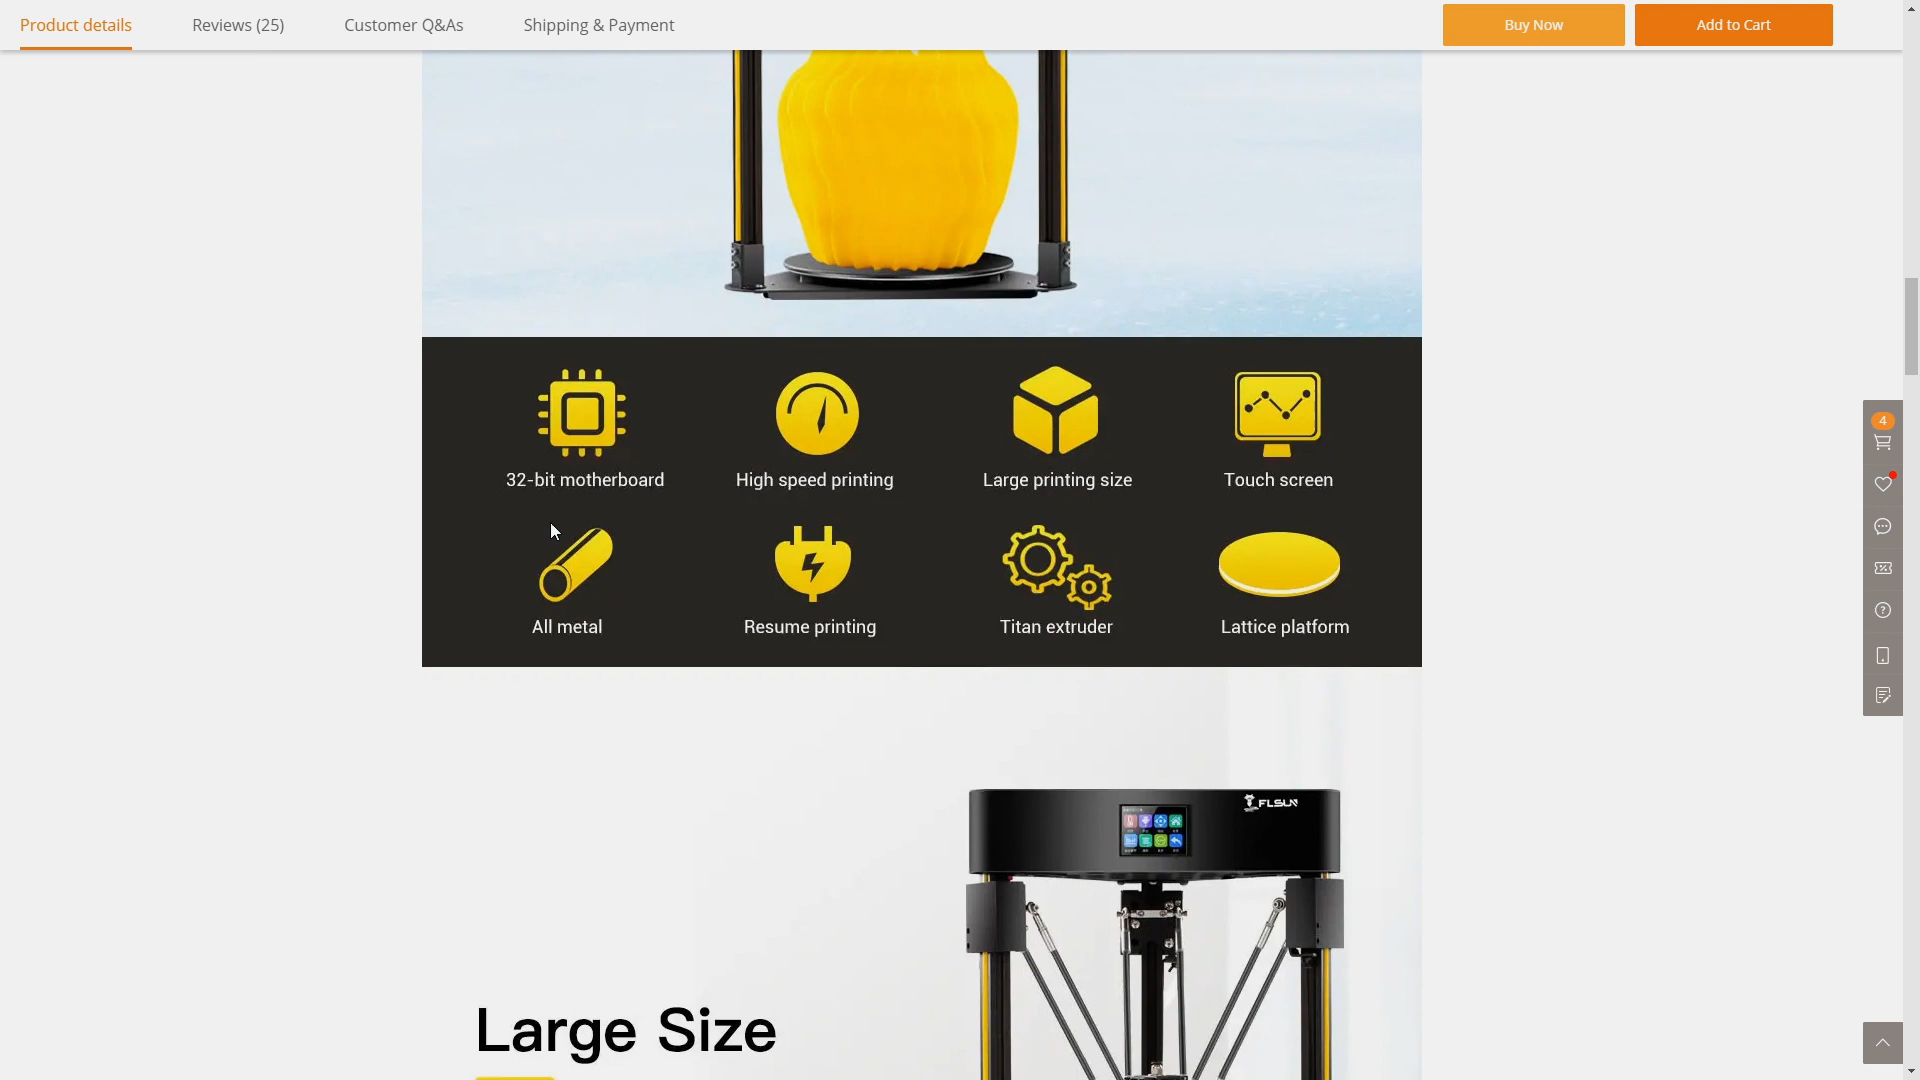 Product details Reviews (25) Customer Q&As Shipping & Payment Buy Now Add to Cart
4
32-bit motherboard High speed printing Large printing size Touch screen
All metal Resume printing Titan extruder Lattice platform
FLSUN
Large Size